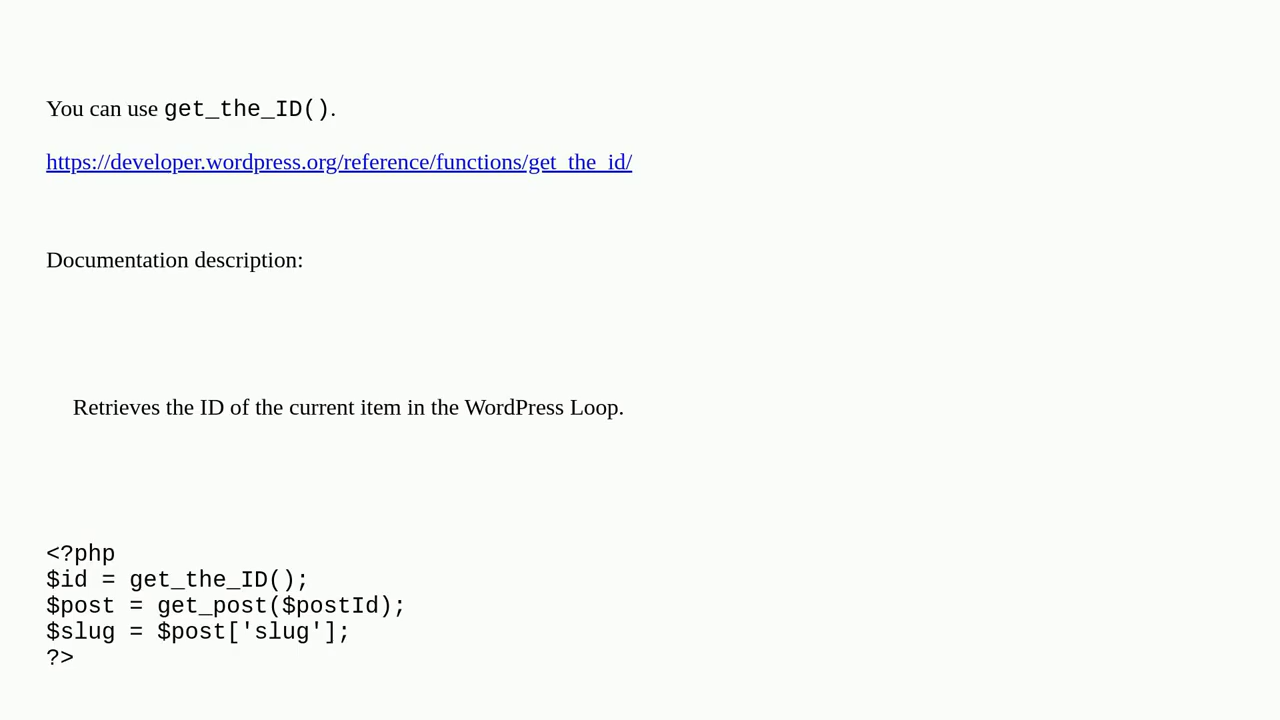 You can use get_the_ID().
https://developer.wordpress.org/reference/functions/get_the_id/
Documentation description:
Retrieves the ID of the current item in the WordPress Loop.
<?php
$id = get_the_ID();
$post = get_post($postId);
$slug = $post['slug'];
?>